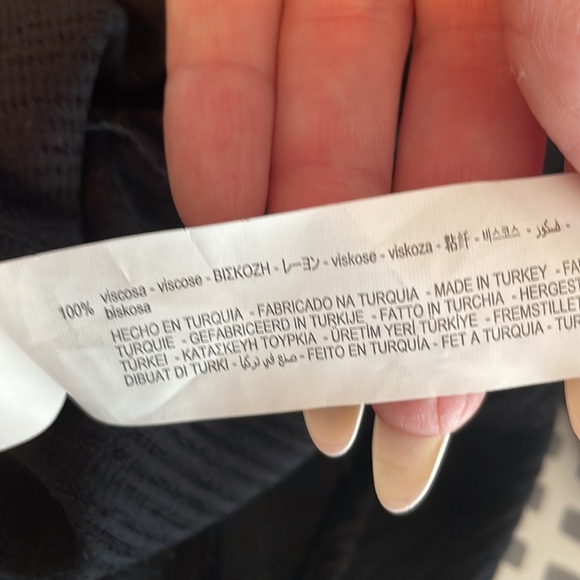 100% viscosa - viscose - ΒΙΣΚΟΖΗ - レーヨン - viskose - viskoza - 粘纤 - 비스코스 - فسكوز -
biskosa
HECHO EN TURQUIA - FABRICADO NA TURQUIA - MADE IN TURKEY - FA
TURQUIE - GEFABRICEERD IN TURKIJE - FATTO IN TURCHIA - HERGEST
TÜRKEI - ΚΑΤΑΣΚΕΥΗ ΤΟΥΡΚΙΑ - ÜRETİM YERİ TÜRKİYE - FREMSTILLET
DIBUAT DI TURKI - صنع في تركيا - FEITO EN TURQUÍA - FET A TURQUIA - TUR